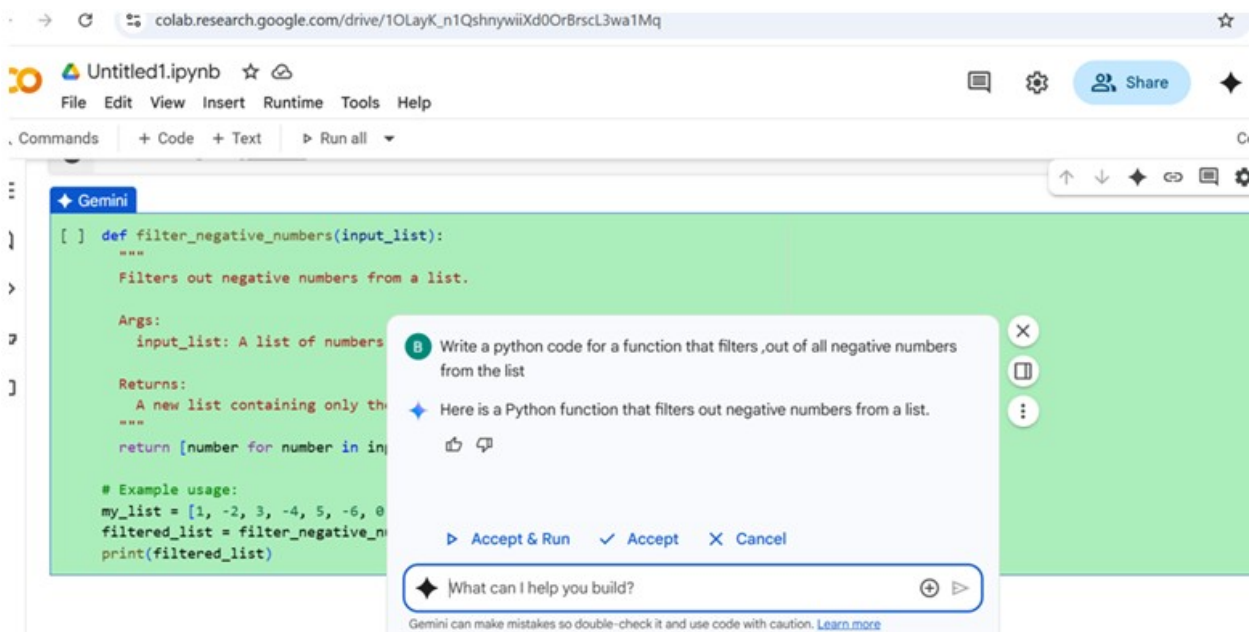 colab.research.google.com/drive/1OLayK_n1QshnywiiXd0OrBrscL3wa1Mq
Untitled1.ipynb
File Edit View Insert Runtime Tools Help
Share
Commands + Code + Text Run all
Gemini
[ ] def filter_negative_numbers(input_list):
"""
Filters out negative numbers from a list.
Args:
input_list: A list of numbers
Returns:
A new list containing only
"""
return [number for number in
# Example usage:
my_list = [1, -2, 3, -4, 5, -6, 0
filtered_list =
print(filtered_list)
B Write a python code for a function that filters ,out of all negative numbers
from the list
Here is a Python function that filters out negative numbers from a list.
Accept & Run Accept Cancel
What can I help you build?
Gemini can make mistakes so double-check it and use code with caution. Learn more